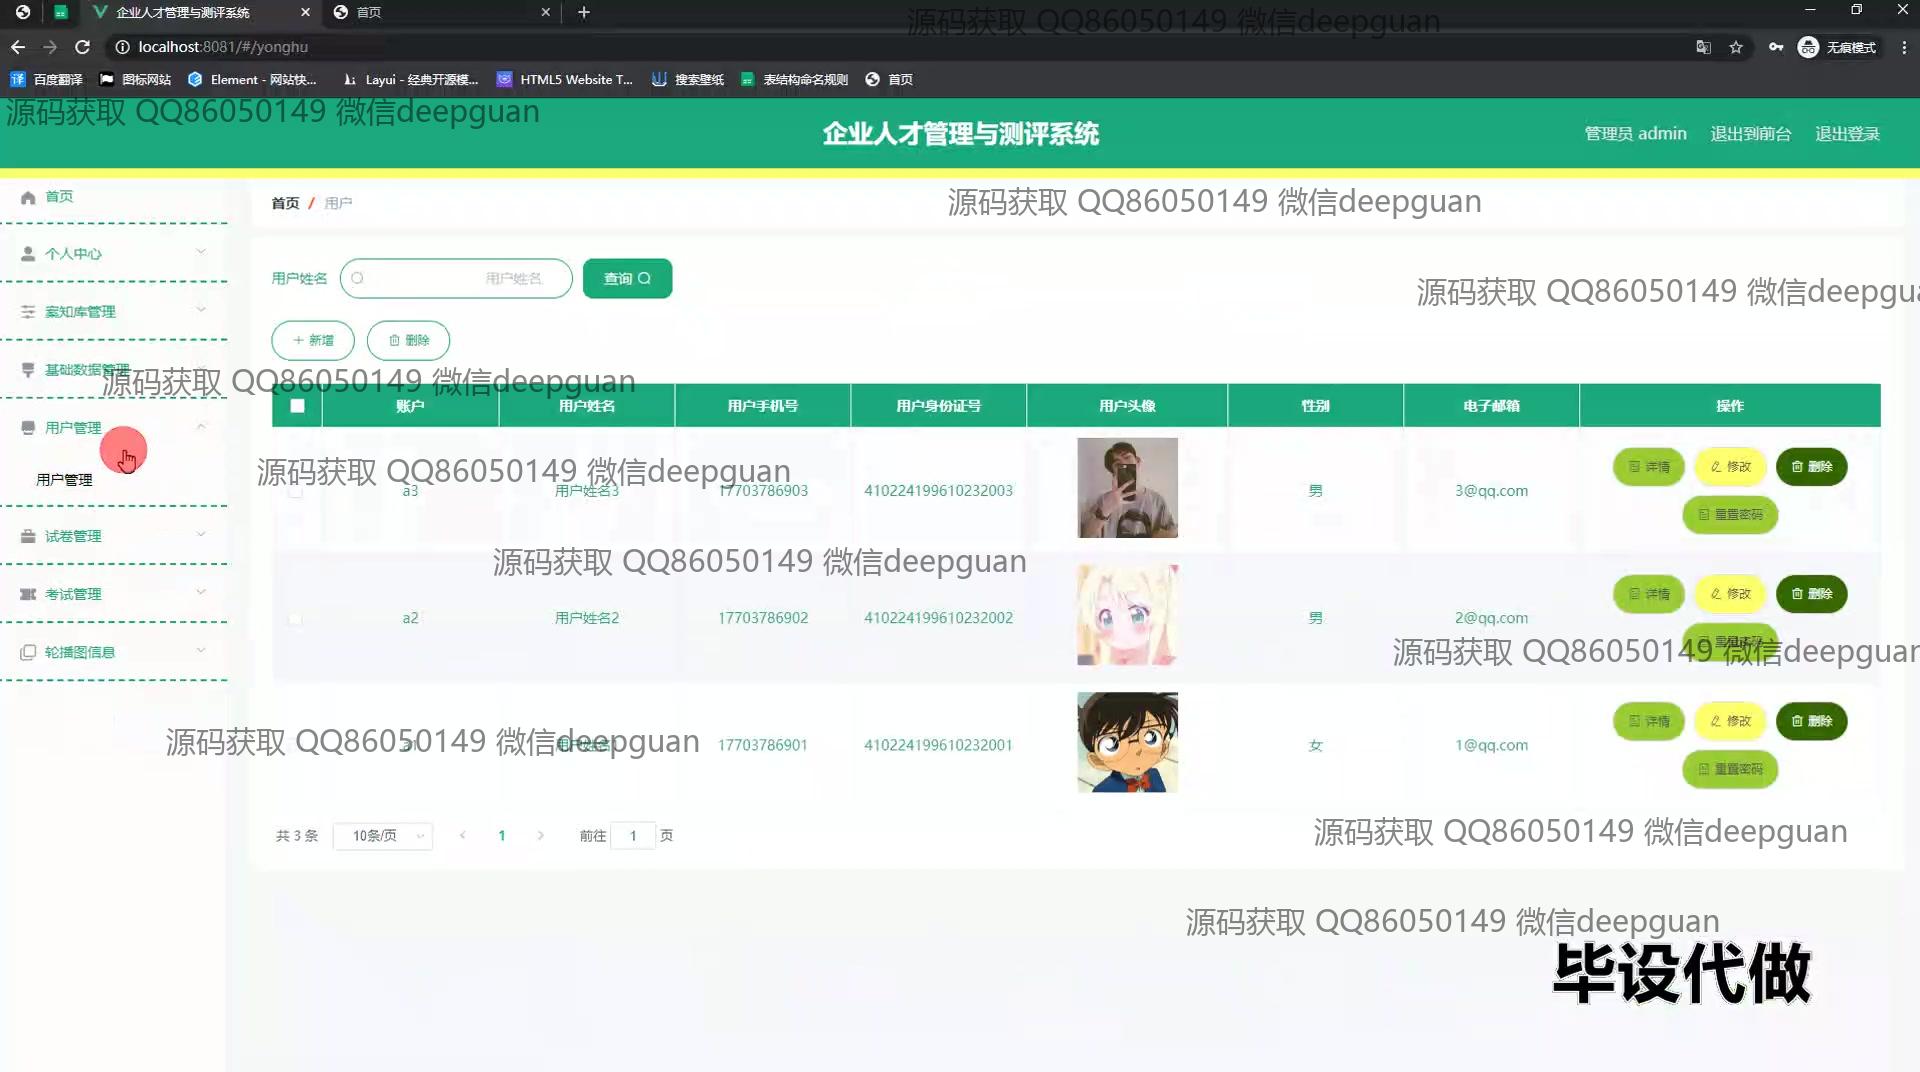 企业人才管理与测评系统
首页
localhost:8081/#/yonghu
无痕模式
百度翻译
图标网站
Element - 网站快...
Layui - 经典开源模...
HTML5 Website T...
搜索壁纸
表结构命名规则
首页
源码获取 QQ86050149 微信deepguan
源码获取 QQ86050149 微信deepguan
企业人才管理与测评系统
管理员 admin
退出到前台
退出登录
首页
个人中心
案知库管理
基础数据管理
用户管理
用户管理
试卷管理
考试管理
轮播图信息
首页 / 用户
源码获取 QQ86050149 微信deepguan
用户姓名
用户姓名
查询
源码获取 QQ86050149 微信deepgua
新增
删除
源码获取 QQ86050149 微信deepguan
账户 用户姓名 用户手机号 用户身份证号 用户头像 性别 电子邮箱 操作
源码获取 QQ86050149 微信deepguan
a3 用户姓名3 17703786903 410224199610232003 男 3@qq.com 详情 修改 删除
重置密码
源码获取 QQ86050149 微信deepguan
a2 用户姓名2 17703786902 410224199610232002 男 2@qq.com 详情 修改 删除
重置密码
源码获取 QQ86050149 微信deepguan
源码获取 QQ86050149 微信deepguan
a1 用户姓名1 17703786901 410224199610232001 女 1@qq.com 详情 修改 删除
重置密码
共 3 条 10条/页 1 前往 1 页
源码获取 QQ86050149 微信deepguan
源码获取 QQ86050149 微信deepguan
毕设代做